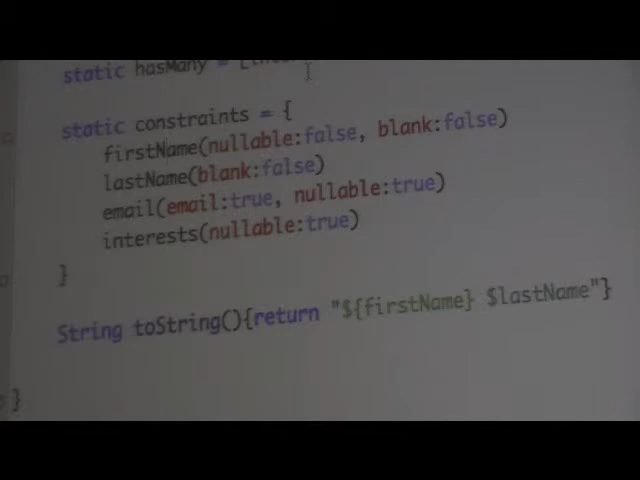 static hasMany = [
static constraints = {
firstName(nullable:false, blank:false)
lastName(blank:false)
email(email:true, nullable:true)
interests(nullable:true)
}
String toString(){return "${firstName} $lastName"}
}